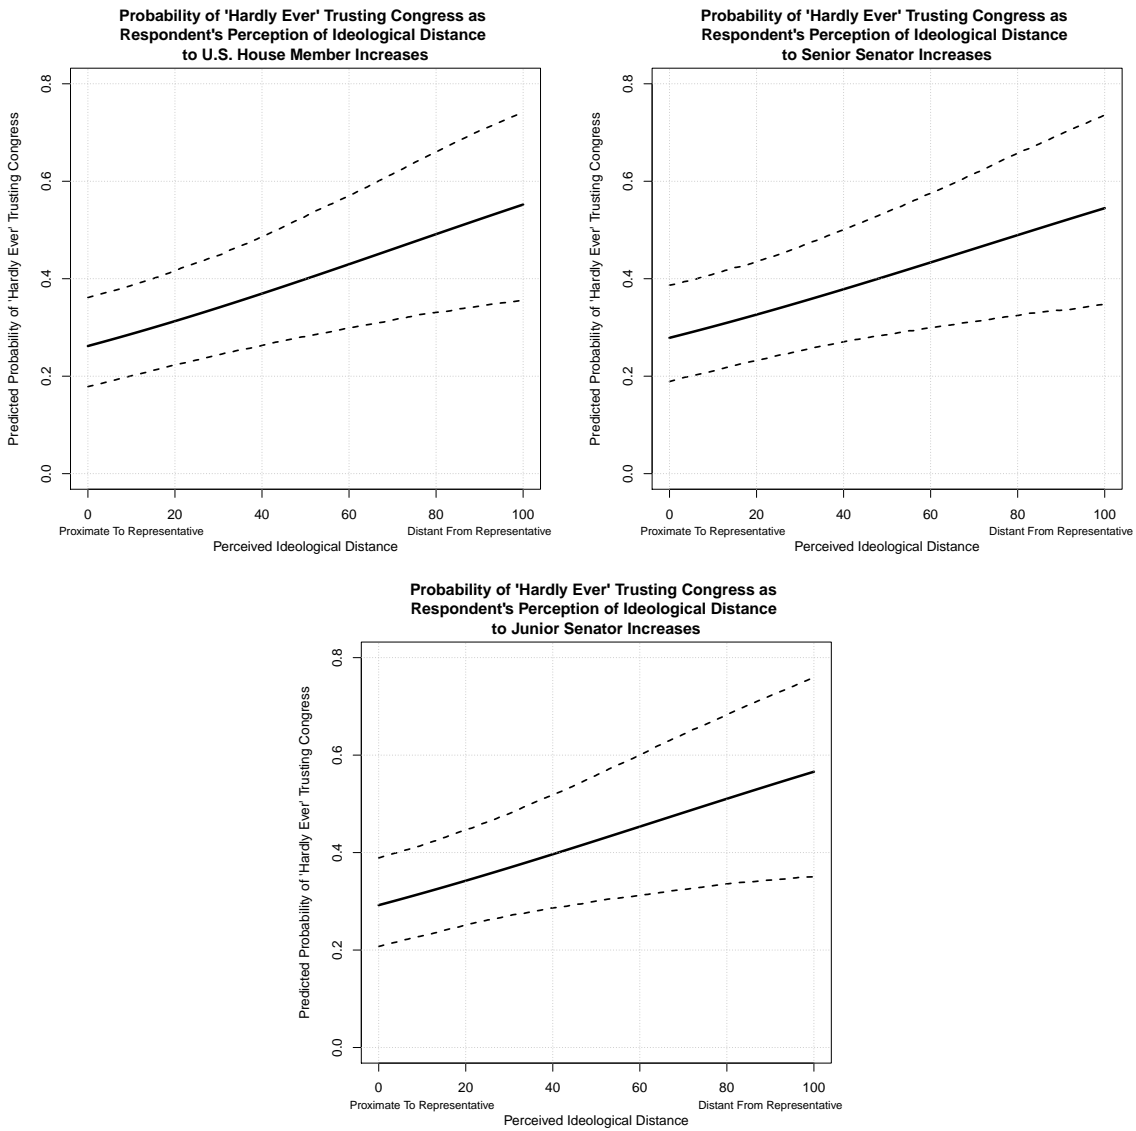 Probability of 'Hardly Ever' Trusting Congress as
Respondent's Perception of Ideological Distance
to U.S. House Member Increases
Predicted Probability of 'Hardly Ever' Trusting Congress
0.8
0.6
0.4
0.2
0.0
0 20 40 60 80 100
Proximate To Representative Distant From Representative
Perceived Ideological Distance
Probability of 'Hardly Ever' Trusting Congress as
Respondent's Perception of Ideological Distance
to Senior Senator Increases
Predicted Probability of 'Hardly Ever' Trusting Congress
0.8
0.6
0.4
0.2
0.0
0 20 40 60 80 100
Proximate To Representative Distant From Representative
Perceived Ideological Distance
Probability of 'Hardly Ever' Trusting Congress as
Respondent's Perception of Ideological Distance
to Junior Senator Increases
Predicted Probability of 'Hardly Ever' Trusting Congress
0.8
0.6
0.4
0.2
0.0
0 20 40 60 80 100
Proximate To Representative Distant From Representative
Perceived Ideological Distance